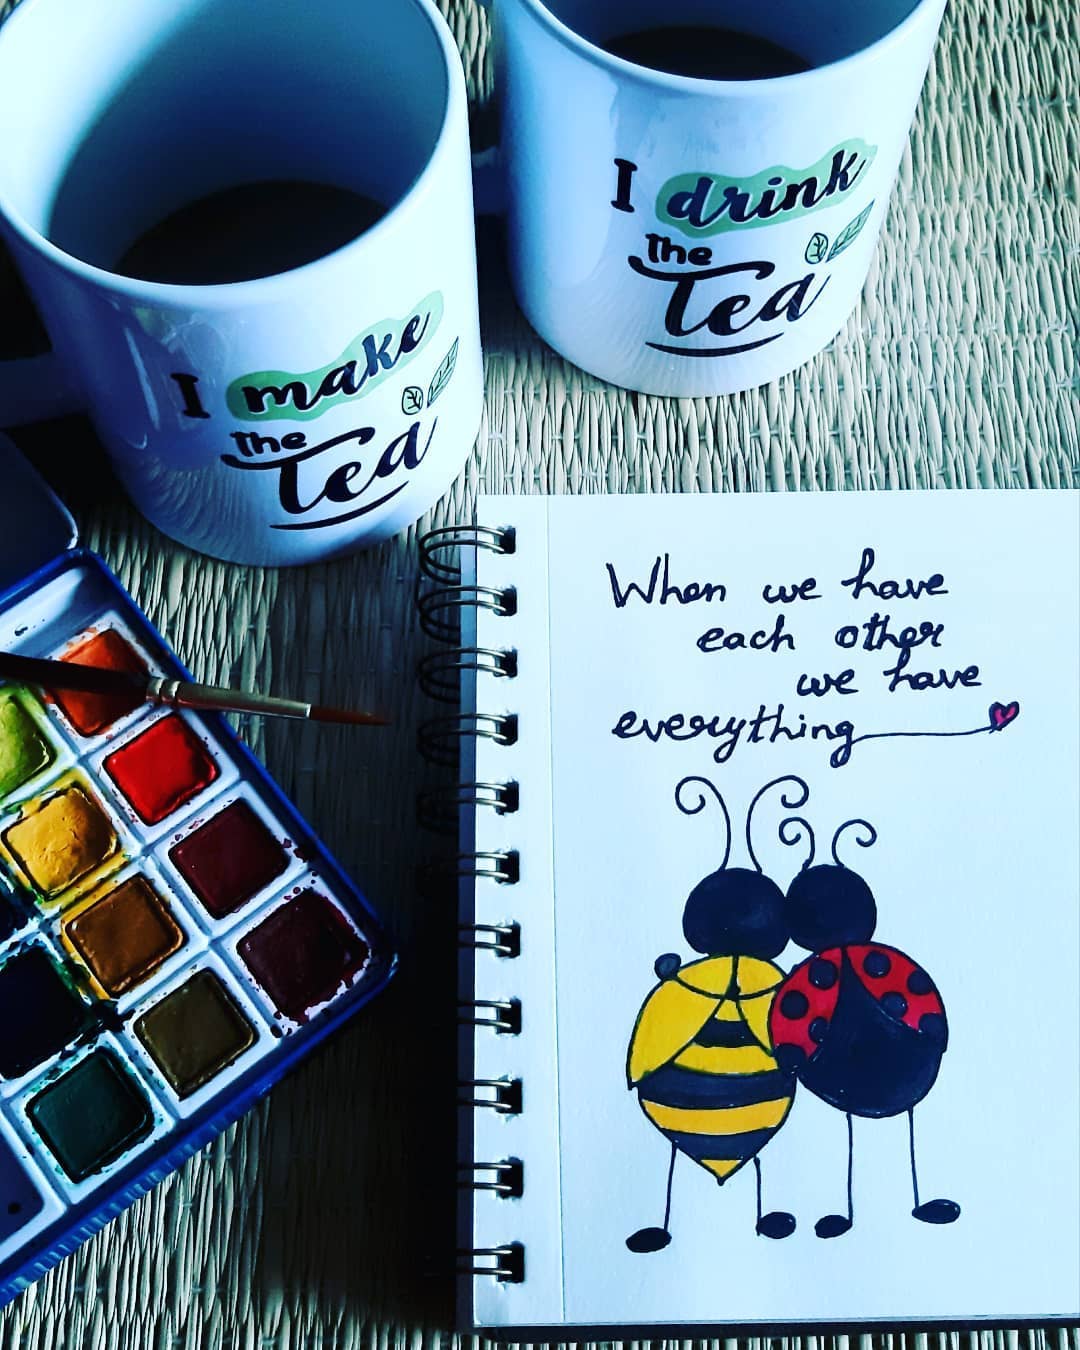 I make
the
Tea
I drink
the
Tea
When we have
each other
we have
everything